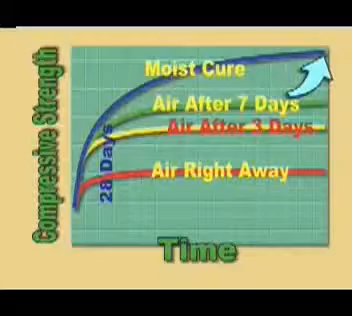 Moist Cure
Air After 7 Days
Air After 3 Days
Air Right Away
28 Days
Compressive Strength
Time